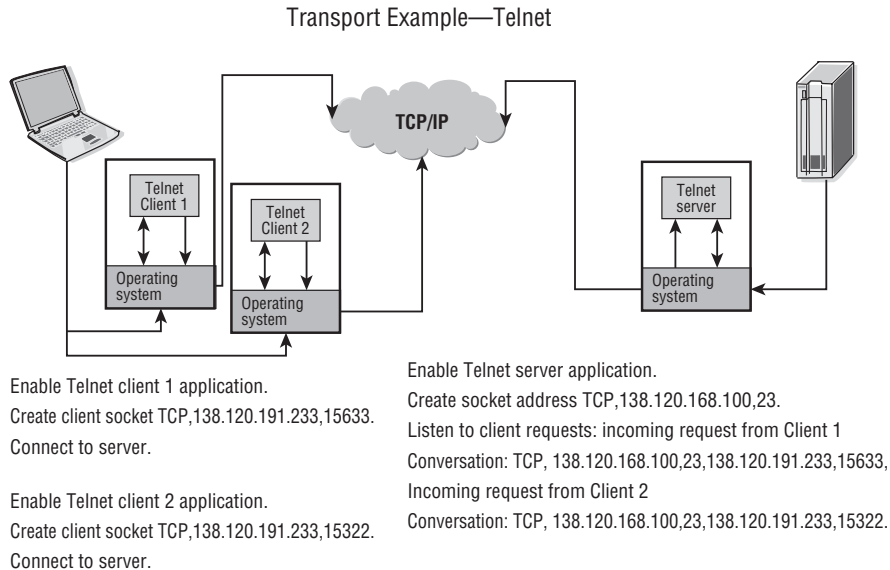 Transport Example—Telnet
TCP/IP
Telnet
Client 1
Operating
system
Telnet
Client 2
Operating
system
Telnet
server
Operating
system
Enable Telnet client 1 application.
Create client socket TCP,138.120.191.233,15633.
Connect to server.
Enable Telnet client 2 application.
Create client socket TCP,138.120.191.233,15322.
Connect to server.
Enable Telnet server application.
Create socket address TCP,138.120.168.100,23.
Listen to client requests: incoming request from Client 1
Conversation: TCP, 138.120.168.100,23,138.120.191.233,15633,
Incoming request from Client 2
Conversation: TCP, 138.120.168.100,23,138.120.191.233,15322.